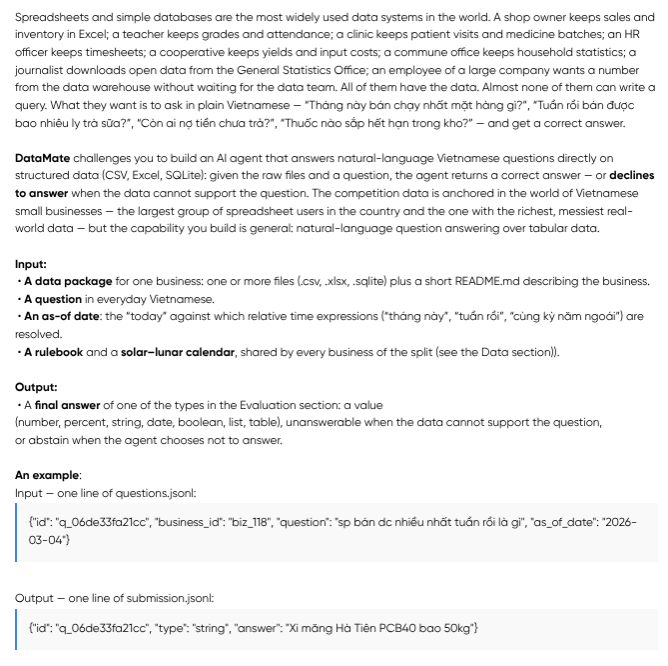 Spreadsheets and simple databases are the most widely used data systems in the world. A shop owner keeps sales and
inventory in Excel; a teacher keeps grades and attendance; a clinic keeps patient visits and medicine batches; an HR
officer keeps timesheets; a cooperative keeps yields and input costs; a commune office keeps household statistics; a
journalist downloads open data from the General Statistics Office; an employee of a large company wants a number
from the data warehouse without waiting for the data team. All of them have the data. Almost none of them can write a
query. What they want is to ask in plain Vietnamese — "Tháng này bán chạy nhất mặt hàng gì?", "Tuần rồi bán được
bao nhiêu ly trà sữa?", "Còn ai nợ tiền chưa trả?", "Thuốc nào sắp hết hạn trong kho?" — and get a correct answer.
DataMate challenges you to build an AI agent that answers natural-language Vietnamese questions directly on
structured data (CSV, Excel, SQLite): given the raw files and a question, the agent returns a correct answer — or declines
to answer when the data cannot support the question. The competition data is anchored in the world of Vietnamese
small businesses — the largest group of spreadsheet users in the country and the one with the richest, messiest real-
world data — but the capability you build is general: natural-language question answering over tabular data.
Input:
• A data package for one business: one or more files (.csv, .xlsx, .sqlite) plus a short README.md describing the business.
• A question in everyday Vietnamese.
• An as-of date: the "today" against which relative time expressions ("tháng này", "tuần rồi", "cùng kỳ năm ngoái") are
resolved.
• A rulebook and a solar–lunar calendar, shared by every business of the split (see the Data section)).
Output:
• A final answer of one of the types in the Evaluation section: a value
(number, percent, string, date, boolean, list, table), unanswerable when the data cannot support the question,
or abstain when the agent chooses not to answer.
An example:
Input — one line of questions.jsonl:
{"id": "q_06de33fa21cc", "business_id": "biz_118", "question": "sp bán dc nhiều nhất tuần rồi là gì", "as_of_date": "2026-
03-04"}
Output — one line of submission.jsonl:
{"id": "q_06de33fa21cc", "type": "string", "answer": "Xi măng Hà Tiên PCB40 bao 50kg"}